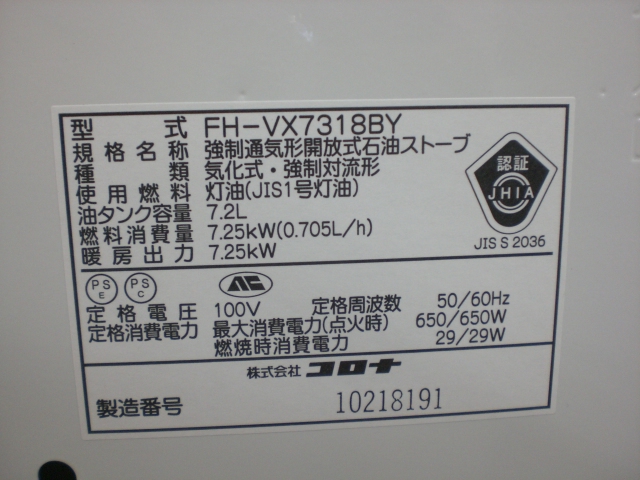 型式 FH-VX7318BY
規格名称 強制通気形開放式石油ストーブ
種類 気化式・強制対流形
使用燃料 灯油(JIS1号灯油)
油タンク容量 7.2L
燃料消費量 7.25kW(0.705L/h)
暖房出力 7.25kW
認証
JHIA
JIS S 2036
PS E
PS C
定格電圧 100V 定格周波数 50/60Hz
定格消費電力 最大消費電力(点火時) 650/650W
燃焼時消費電力 29/29W
株式会社 コロナ
製造番号 10218191